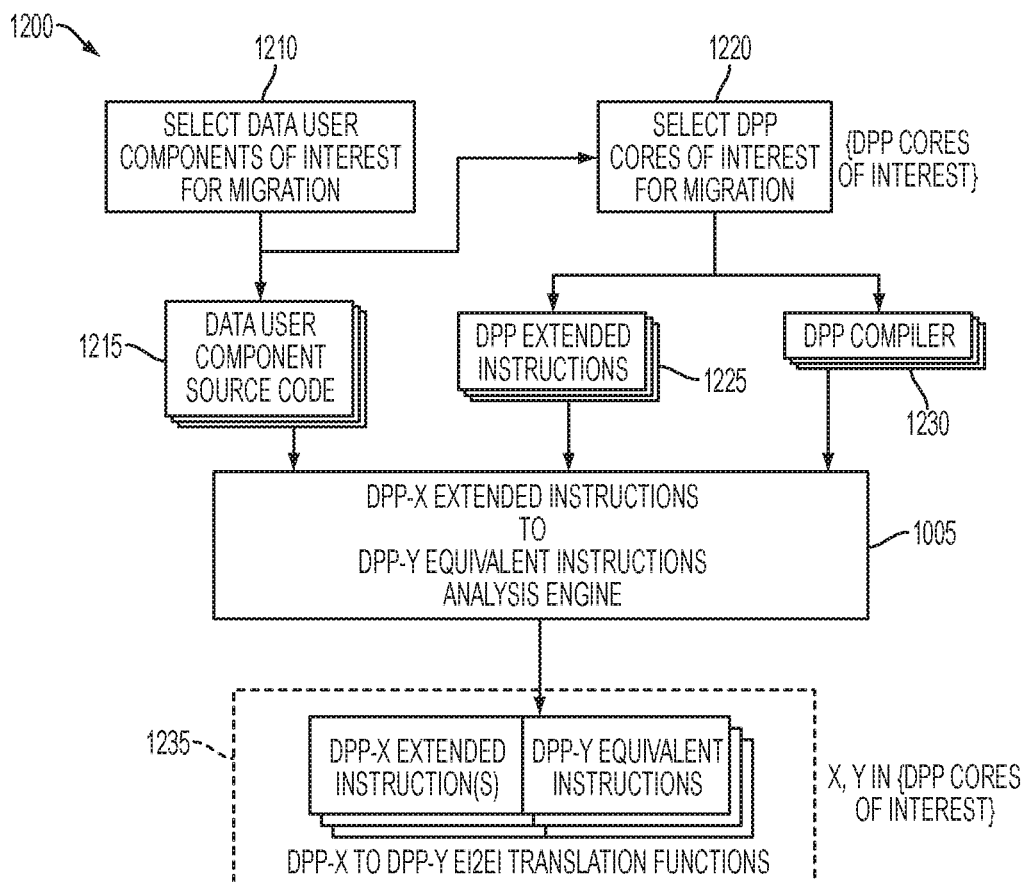 1200
1210
1220
SELECT DATA USER
COMPONENTS OF INTEREST
FOR MIGRATION
SELECT DPP
CORES OF INTEREST
FOR MIGRATION
{DPP CORES
OF INTEREST}
1215
DATA USER
COMPONENT
SOURCE CODE
DPP EXTENDED
INSTRUCTIONS
1225
DPP COMPILER
1230
DPP-X EXTENDED INSTRUCTIONS
TO
DPP-Y EQUIVALENT INSTRUCTIONS
ANALYSIS ENGINE
1005
1235
DPP-X EXTENDED
INSTRUCTION(S)
DPP-Y EQUIVALENT
INSTRUCTIONS
X, Y IN {DPP CORES
OF INTEREST}
DPP-X TO DPP-Y EI2EI TRANSLATION FUNCTIONS